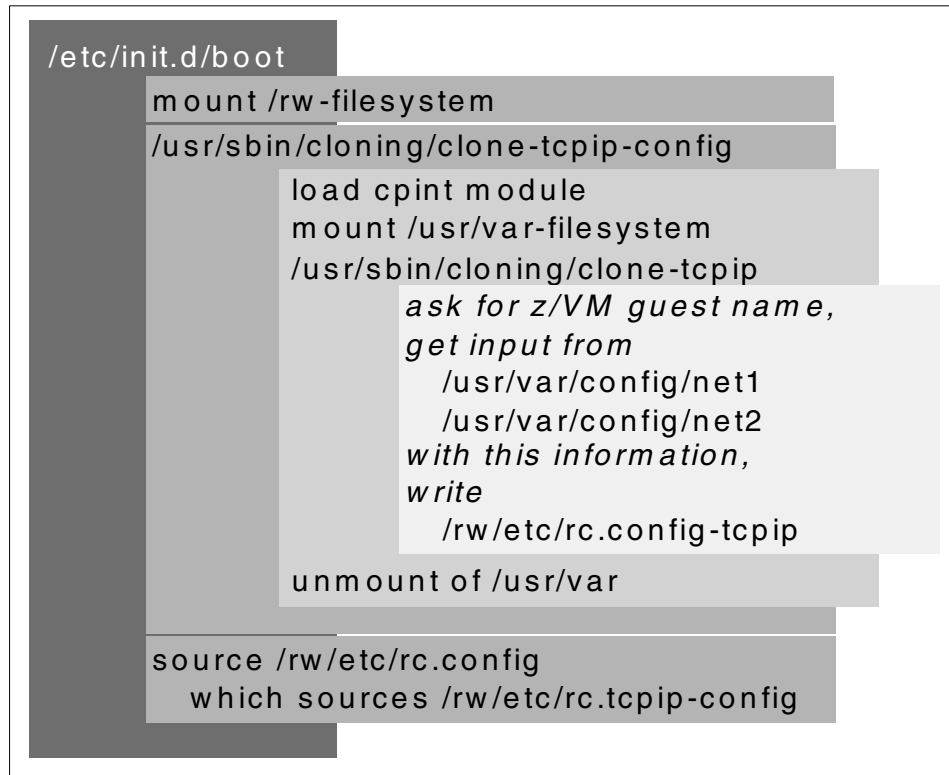 /etc/init.d/boot
mount /rw-filesystem
/usr/sbin/cloning/clone-tcpip-config
load cpint module
mount /usr/var-filesystem
/usr/sbin/cloning/clone-tcpip
ask for z/VM guest name,
get input from
/usr/var/config/net1
/usr/var/config/net2
with this information,
write
/rw/etc/rc.config-tcpip
unmount of /usr/var
source /rw/etc/rc.config
which sources /rw/etc/rc.tcpip-config